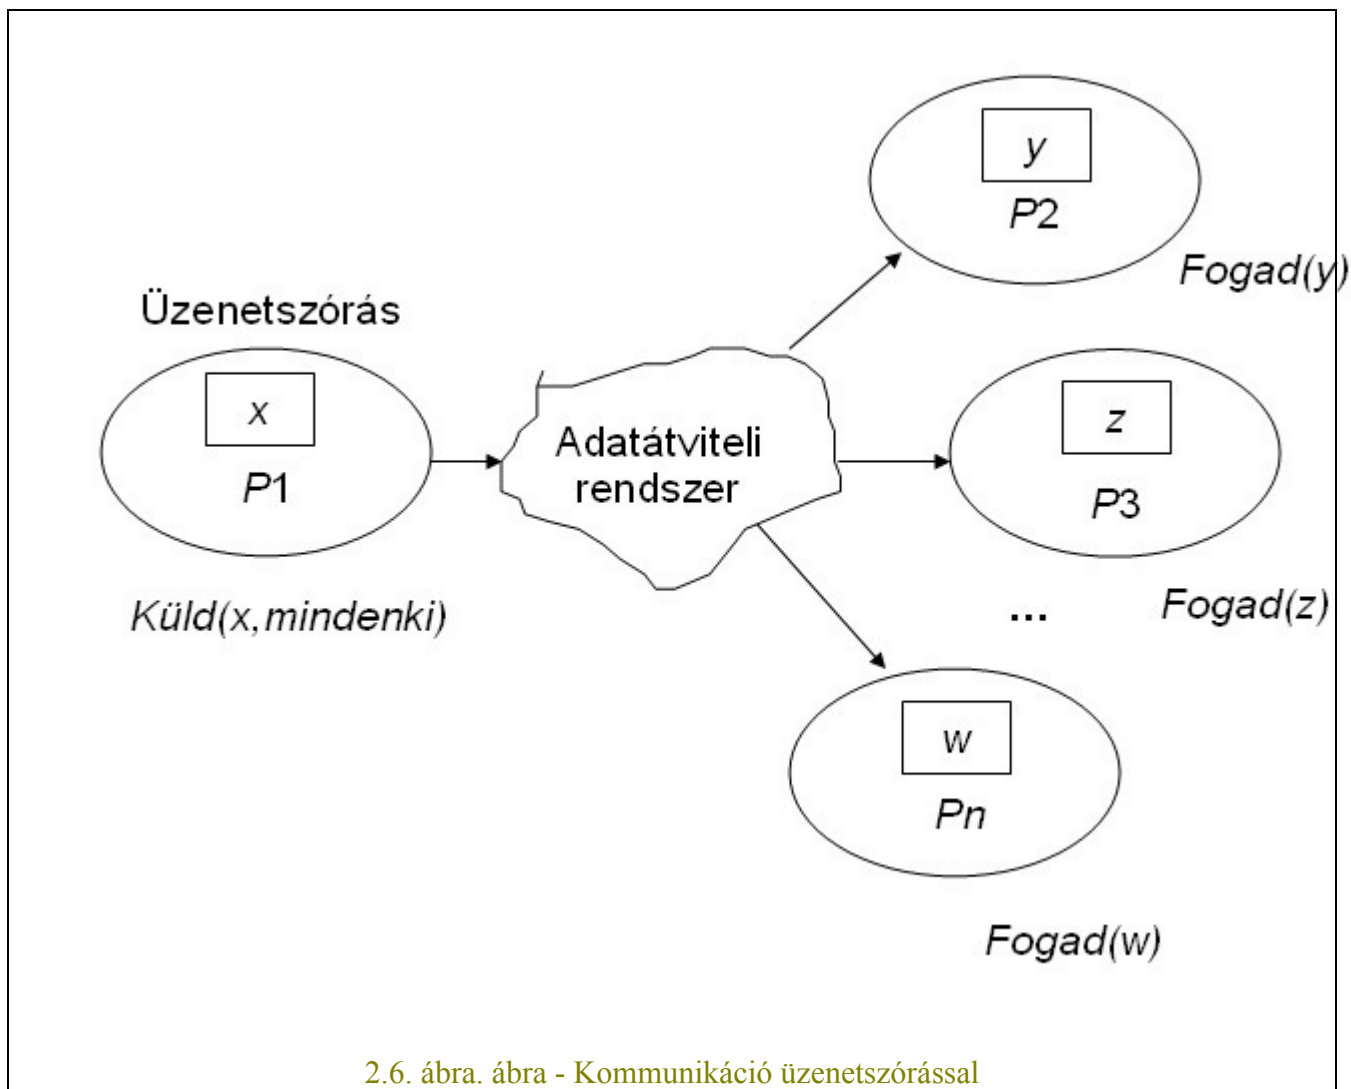 y
P2
Fogad(y)
Üzenetszórás
x
P1
Küld(x,mindenki)
Adatátviteli
rendszer
z
P3
...
Fogad(z)
w
Pn
Fogad(w)
2.6. ábra. ábra - Kommunikáció üzenetszórással